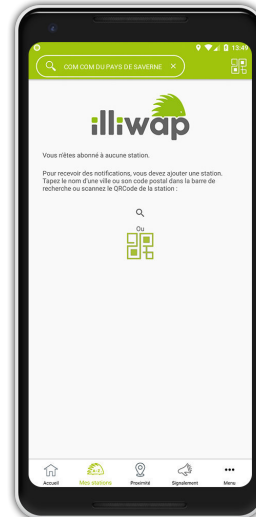 13:49
COM COM DU PAYS DE SAVERNE ×
illiwap
Vous n'êtes abonné à aucune station.
Pour recevoir des notifications, vous devez ajouter une station.
Tapez le nom d'une ville ou son code postal dans la barre de
recherche ou scannez le QRCode de la station :
Ou
Accueil Mes stations Proximité Signalement Menu